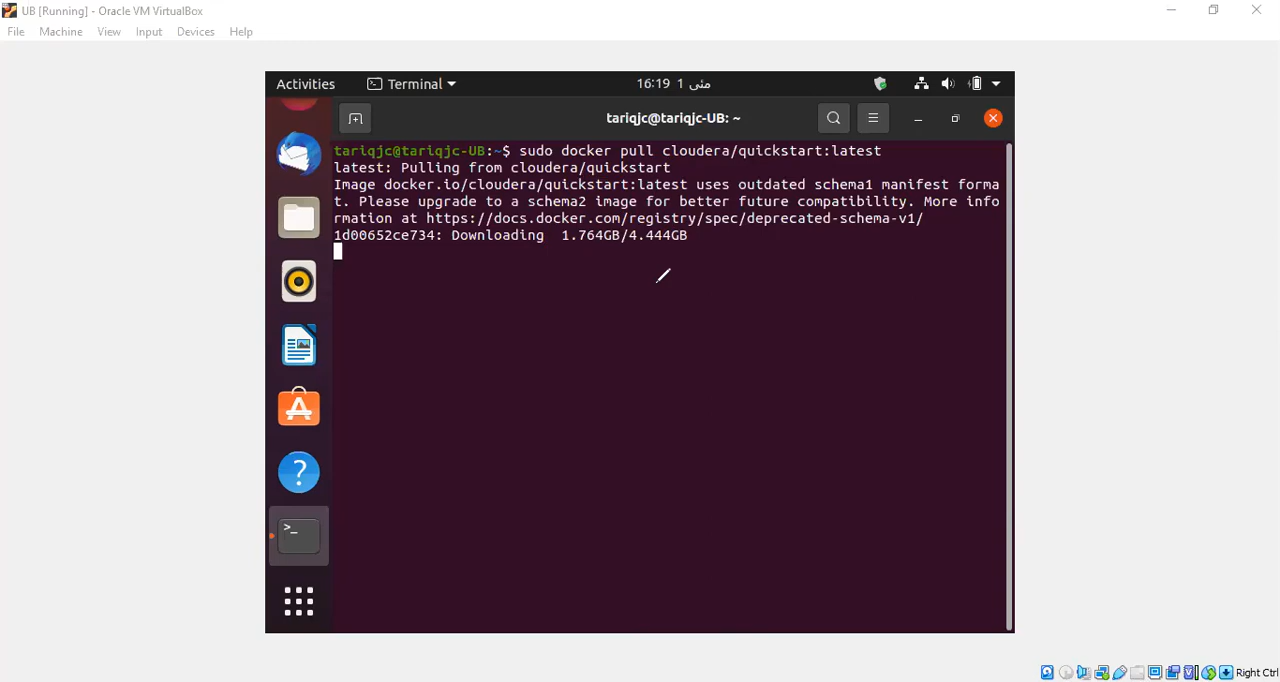 UB [Running] - Oracle VM VirtualBox
File Machine View Input Devices Help
Activities Terminal 16:19 1 مئی
tariqjc@tariqjc-UB: ~
tariqjc@tariqjc-UB:~$ sudo docker pull cloudera/quickstart:latest
latest: Pulling from cloudera/quickstart
Image docker.io/cloudera/quickstart:latest uses outdated schema1 manifest forma
t. Please upgrade to a schema2 image for better future compatibility. More info
rmation at https://docs.docker.com/registry/spec/deprecated-schema-v1/
1d00652ce734: Downloading 1.764GB/4.444GB
Right Ctrl